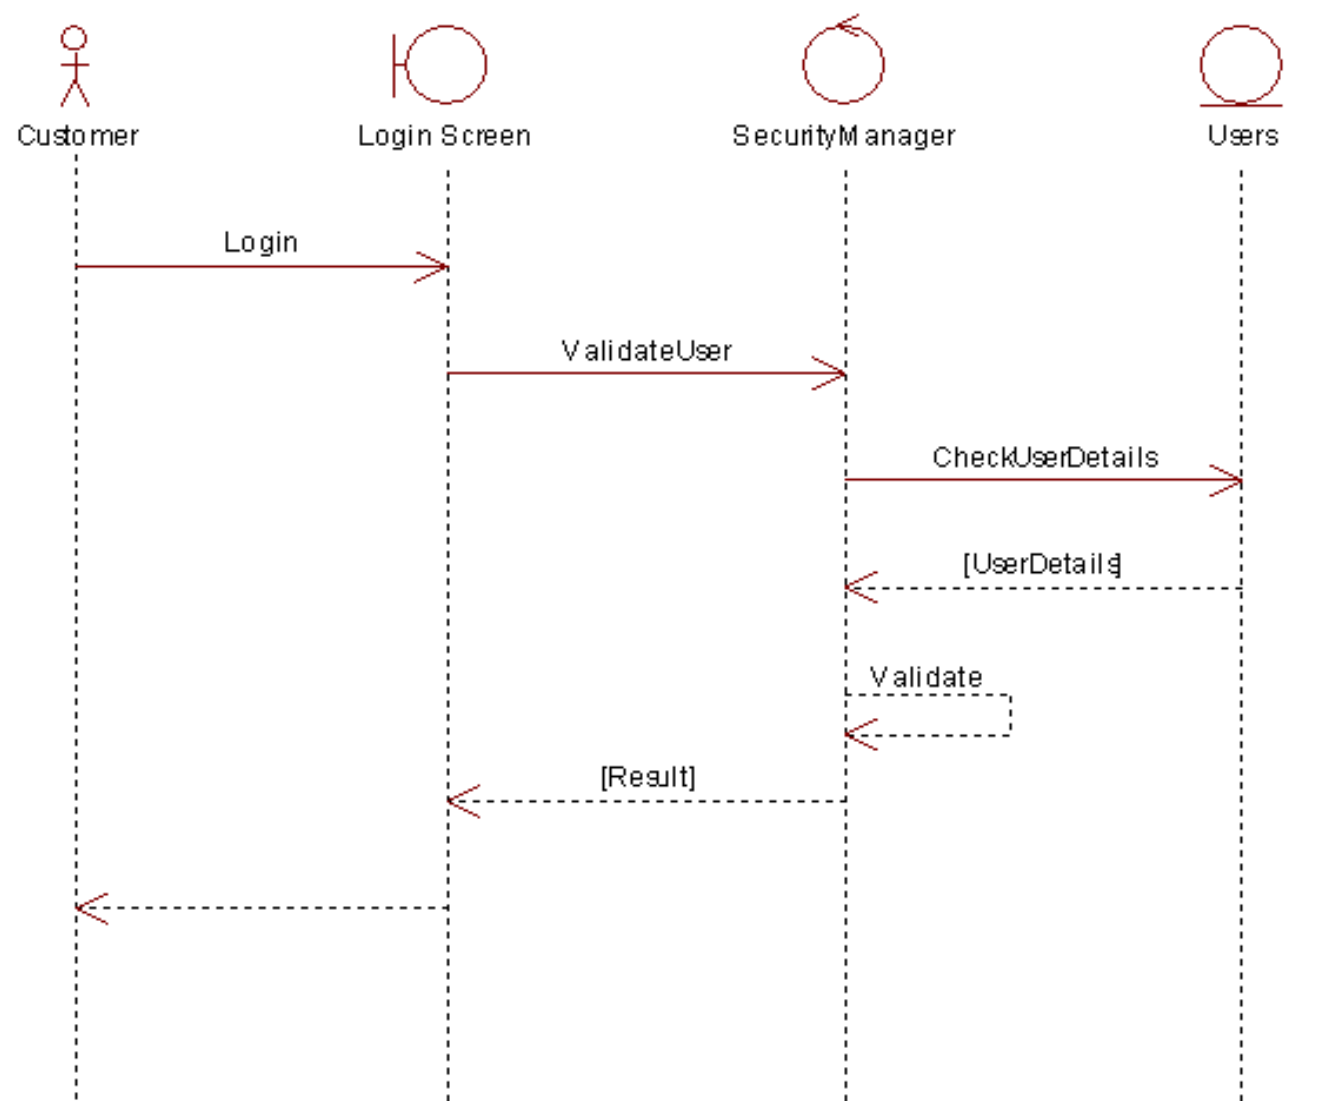 Customer
Login Screen
SecurityManager
Users
Login
ValidateUser
CheckUserDetails
[UserDetails]
Validate
[Result]